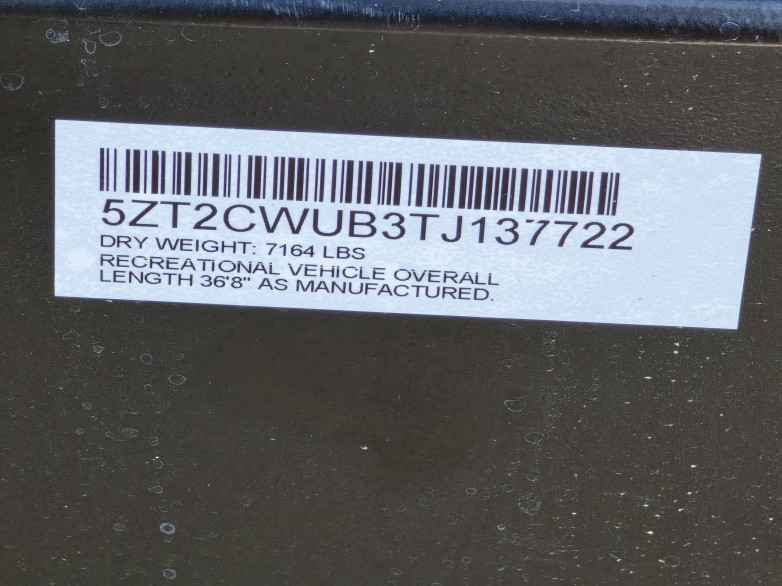 5ZT2CWUB3TJ137722
DRY WEIGHT: 7164 LBS
RECREATIONAL VEHICLE OVERALL
LENGTH 36'8" AS MANUFACTURED.